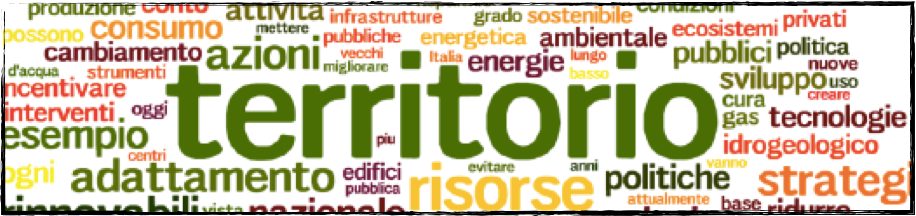 produzione conto attività infrastrutture grado sostenibile condizioni privati
possono consumo mettere pubbliche energetica ambientale ecosistemi
cambiamento azioni vecchi Italia energie lungo pubblici politica
d'acqua strumenti migliorare basso sviluppo nuove
incentivare territorio uso
interventi oggi cura creare
esempio più gas tecnologie
centri idrogeologico
ogni adattamento edifici evitare anni politiche vanno
pubblica risorse strateg
attualmente
innovabili vista nazionale base ridurre